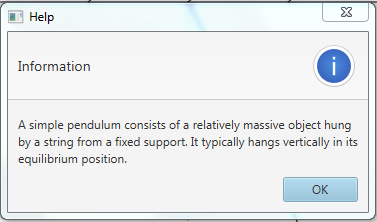 Help
Information
A simple pendulum consists of a relatively massive object hung
by a string from a fixed support. It typically hangs vertically in its
equilibrium position.
OK